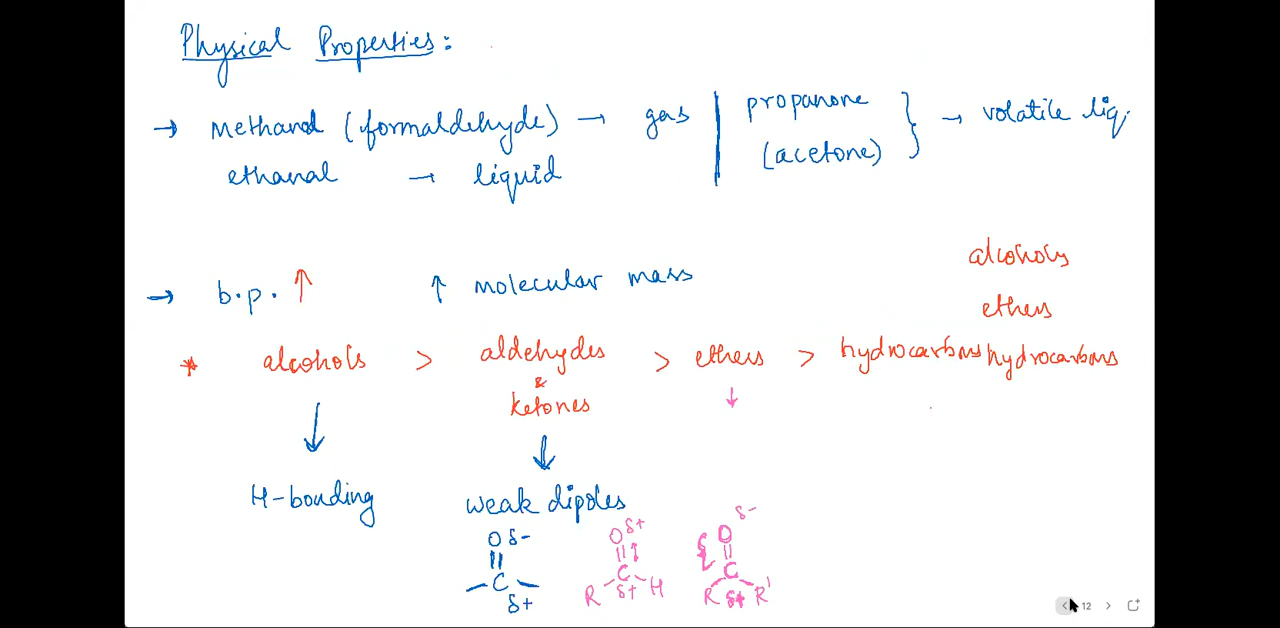 Physical Properties:
→ methanal (formaldehyde) → gas | propanone } → volatile liq.
ethanal → liquid (acetone)
→ b.p. ↑ ↑ molecular mass
alcohols
ethers
* alcohols > aldehydes & ketones > ethers > hydrocarbons hydrocarbons
H-bonding weak dipoles
O δ- O δ+ O δ-
C C H C
δ+ R δ+ R δ+ R'
12